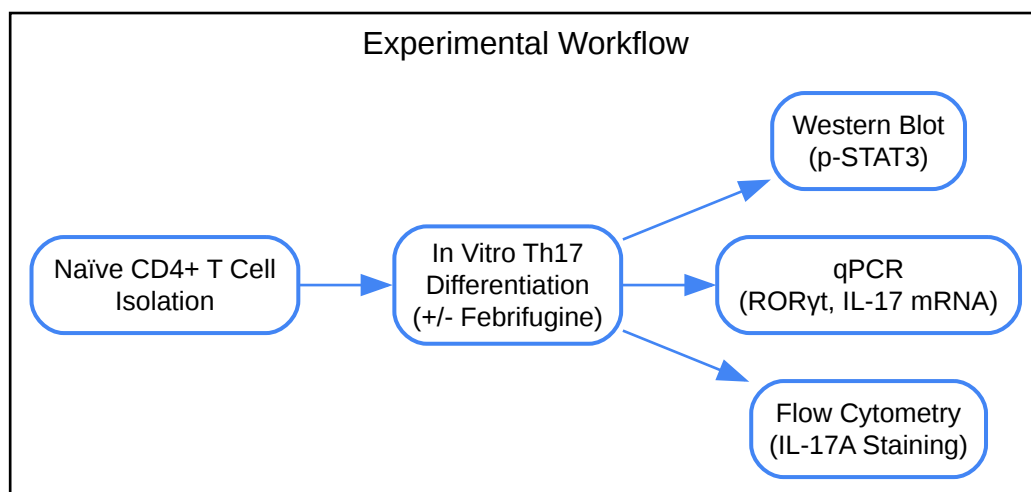 Experimental Workflow
Naïve CD4+ T Cell
Isolation
In Vitro Th17
Differentiation
(+/- Febrifugine)
Western Blot
(p-STAT3)
qPCR
(RORγt, IL-17 mRNA)
Flow Cytometry
(IL-17A Staining)